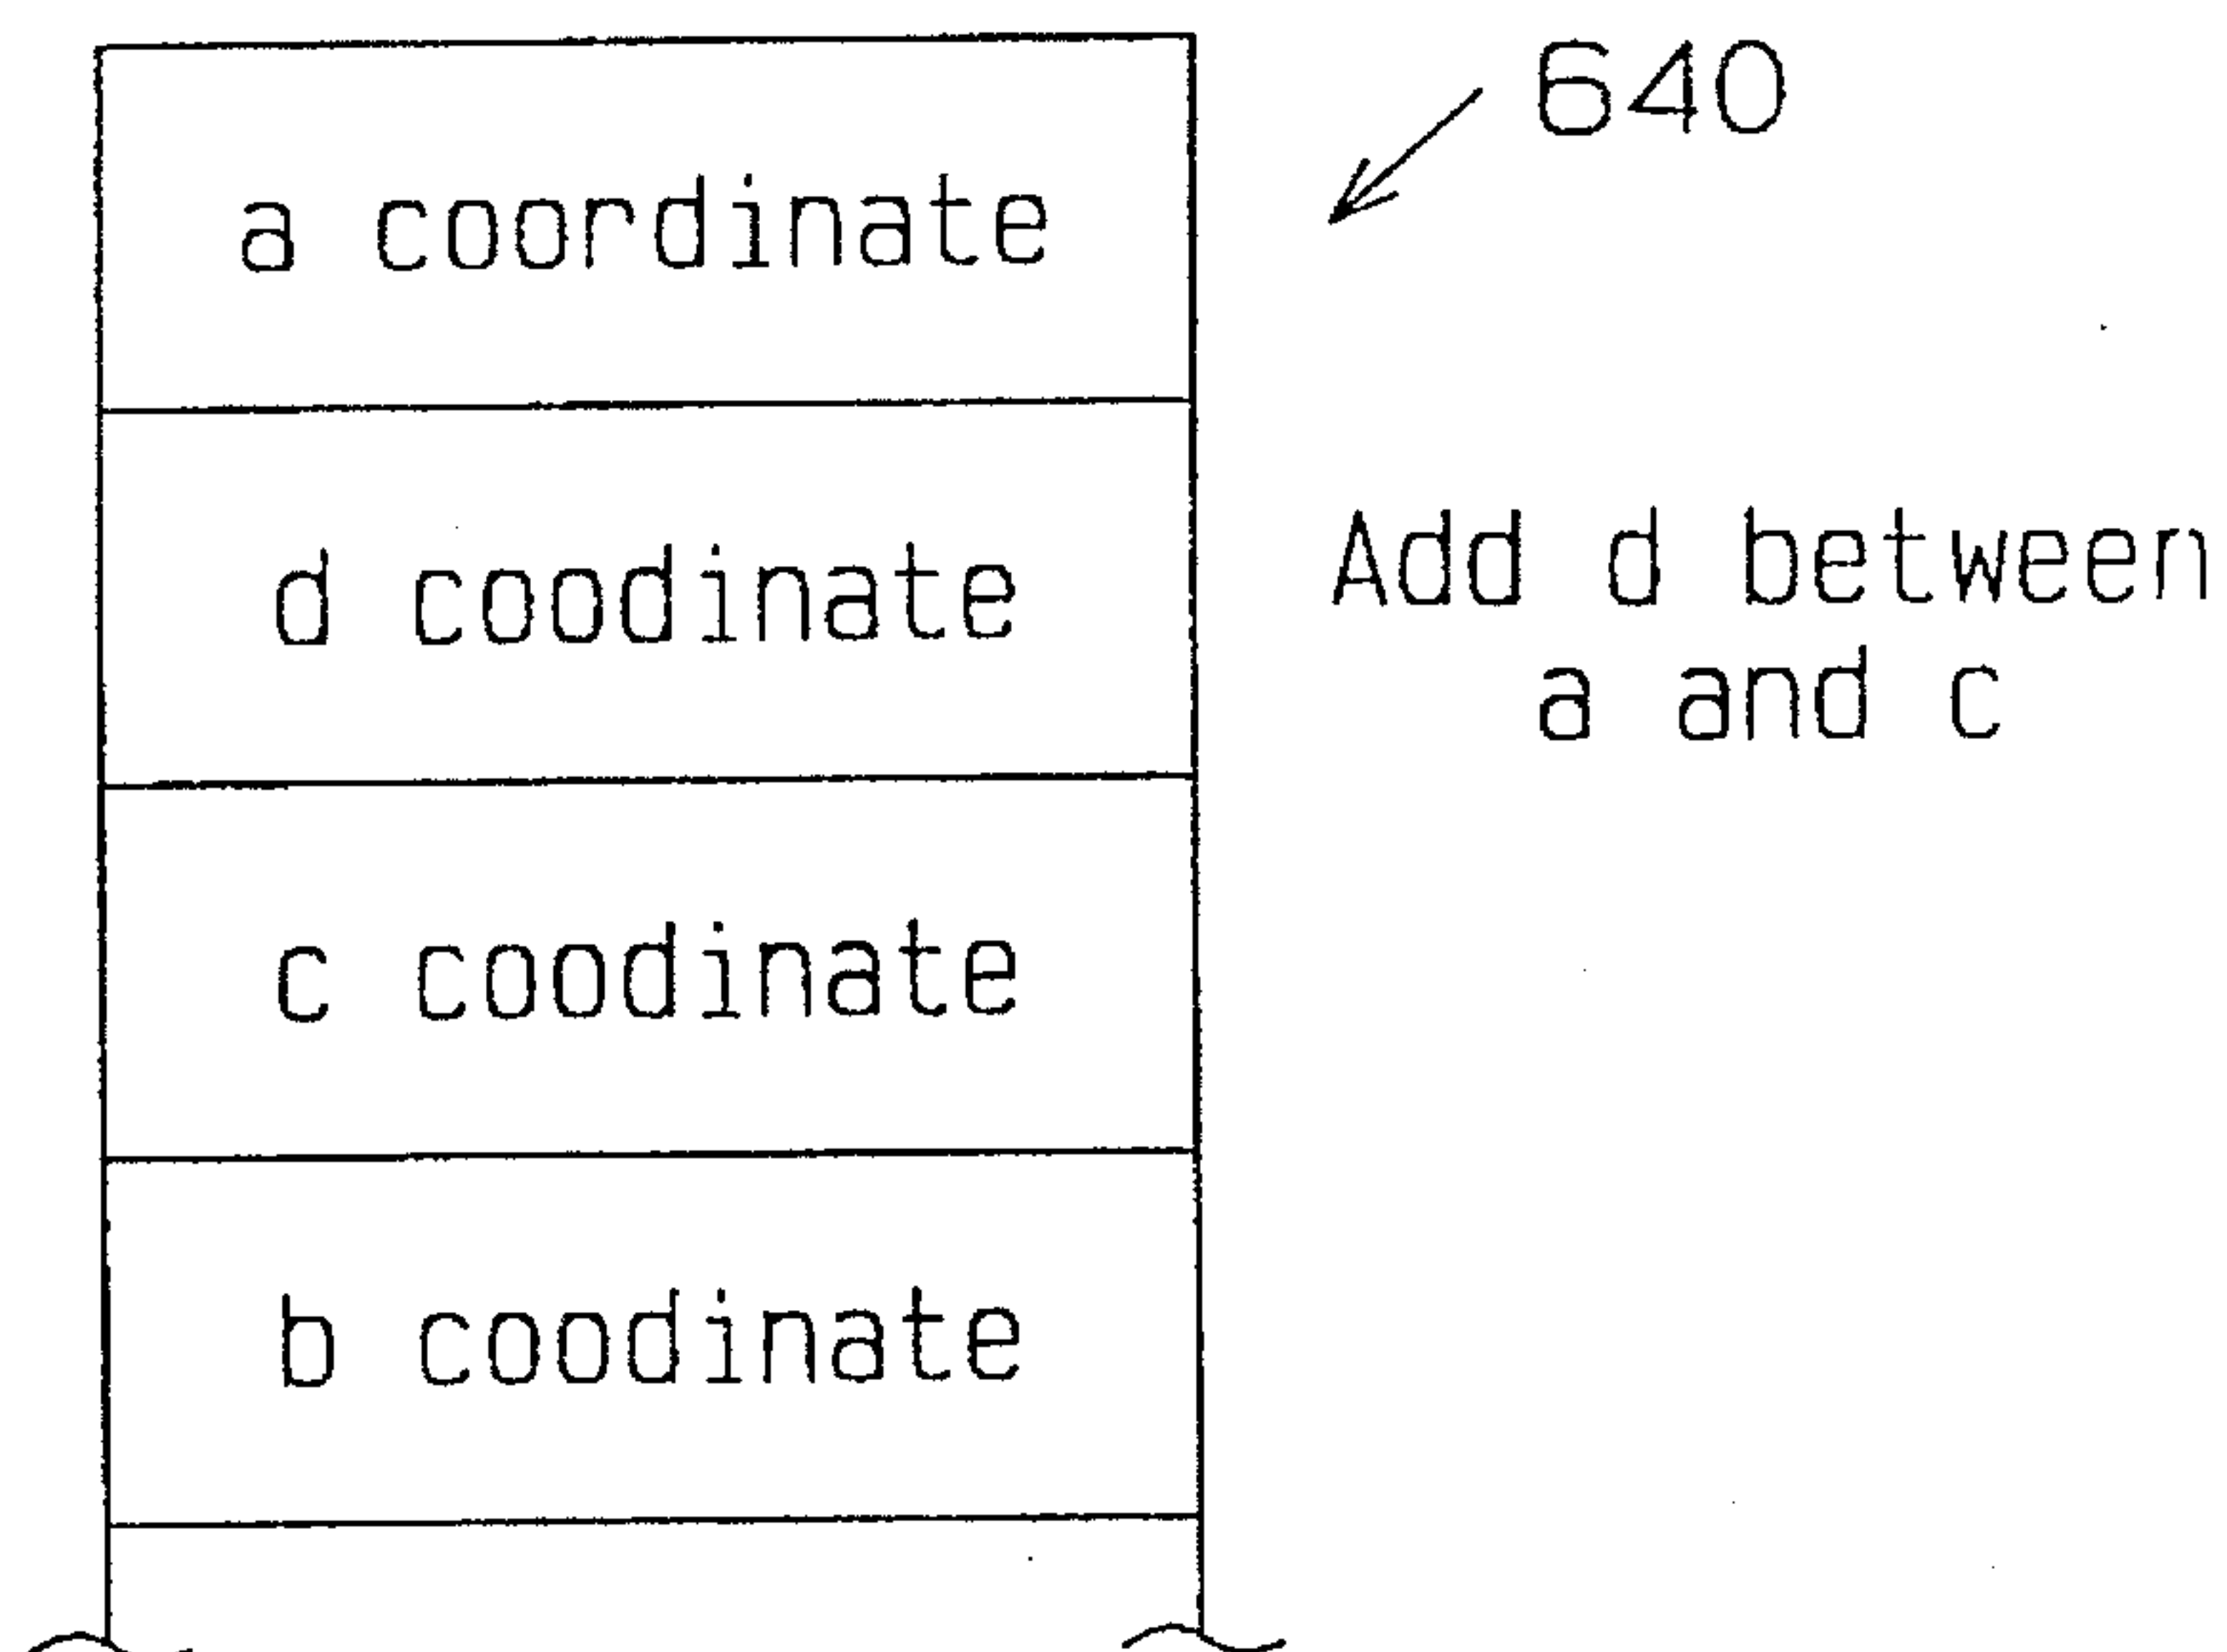 640
a coordinate
d coodinate
Add d between
a and c
c coodinate
b coodinate